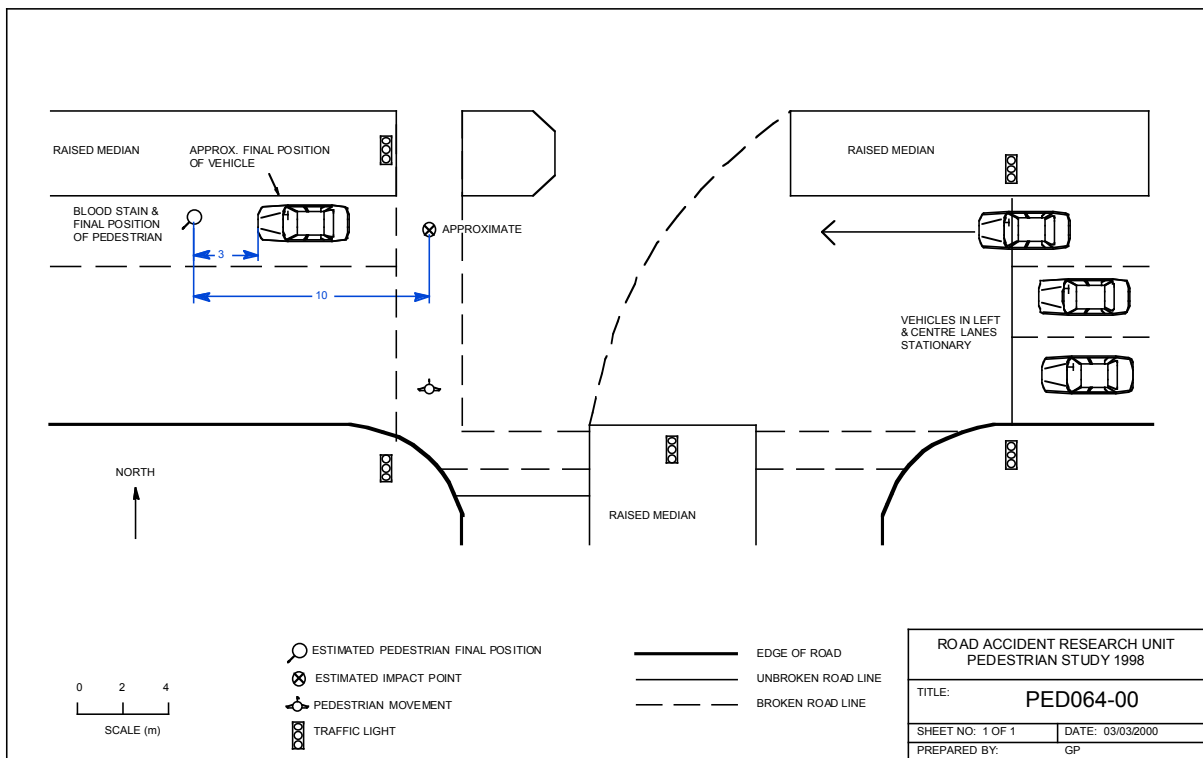 RAISED MEDIAN
APPROX. FINAL POSITION
OF VEHICLE
RAISED MEDIAN
BLOOD STAIN &
FINAL POSITION
OF PEDESTRIAN
APPROXIMATE
3
10
VEHICLES IN LEFT
& CENTRE LANES
STATIONARY
NORTH
RAISED MEDIAN
0 2 4
SCALE (m)
ESTIMATED PEDESTRIAN FINAL POSITION
ESTIMATED IMPACT POINT
PEDESTRIAN MOVEMENT
TRAFFIC LIGHT
EDGE OF ROAD
UNBROKEN ROAD LINE
BROKEN ROAD LINE
ROAD ACCIDENT RESEARCH UNIT
PEDESTRIAN STUDY 1998
TITLE: PED064-00
SHEET NO: 1 OF 1 DATE: 03/03/2000
PREPARED BY: GP